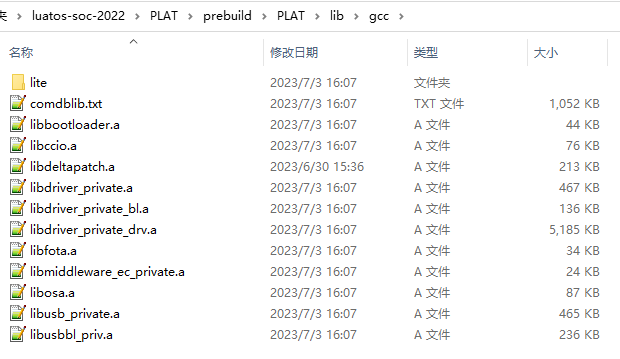 夹 › luatos-soc-2022 › PLAT › prebuild › PLAT › lib › gcc ›
名称 修改日期 类型 大小
lite 2023/7/3 16:07 文件夹
comdblib.txt 2023/7/3 16:07 TXT 文件 1,052 KB
libbootloader.a 2023/7/3 16:07 A 文件 44 KB
libccio.a 2023/7/3 16:07 A 文件 76 KB
libdeltapatch.a 2023/6/30 15:36 A 文件 213 KB
libdriver_private.a 2023/7/3 16:07 A 文件 467 KB
libdriver_private_bl.a 2023/7/3 16:07 A 文件 136 KB
libdriver_private_drv.a 2023/7/3 16:07 A 文件 5,185 KB
libfota.a 2023/7/3 16:07 A 文件 34 KB
libmiddleware_ec_private.a 2023/7/3 16:07 A 文件 24 KB
libosa.a 2023/7/3 16:07 A 文件 87 KB
libusb_private.a 2023/7/3 16:07 A 文件 465 KB
libusbbl_priv.a 2023/7/3 16:07 A 文件 236 KB